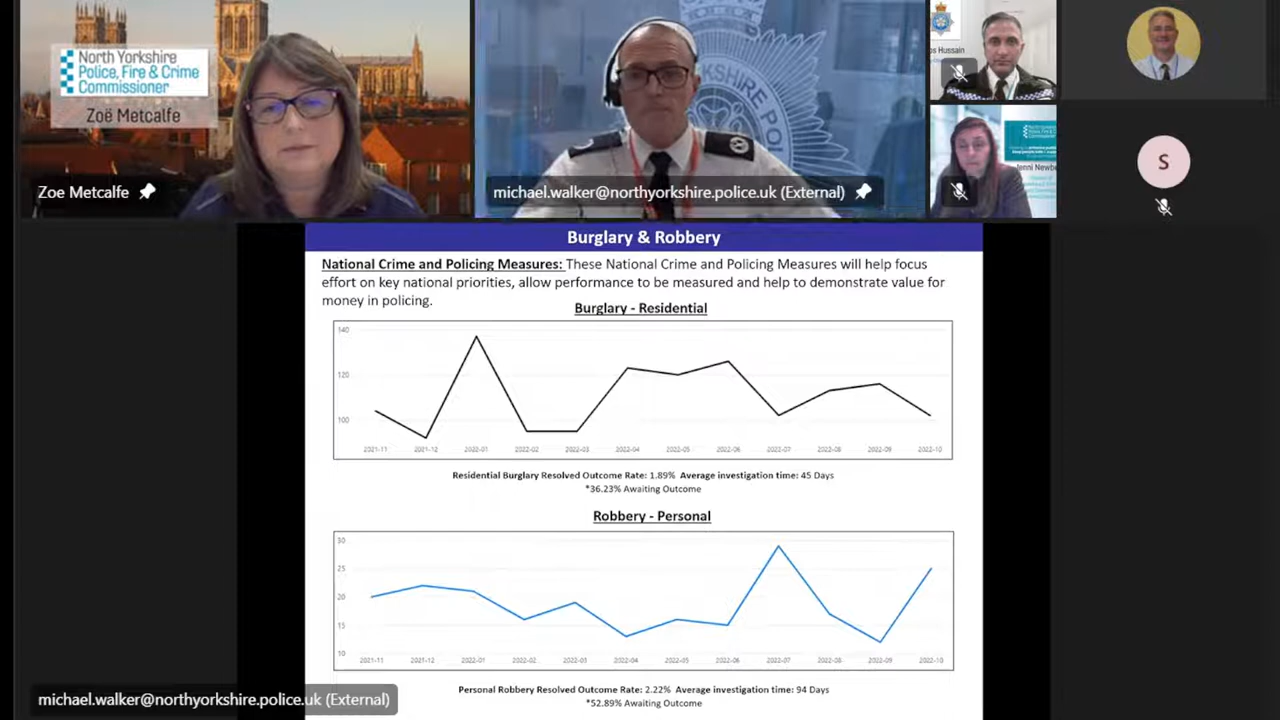 North Yorkshire
Police, Fire & Crime
Commissioner
Zoë Metcalfe
Zoe Metcalfe
michael.walker@northyorkshire.police.uk (External)
Hussain
S
Burglary & Robbery
National Crime and Policing Measures: These National Crime and Policing Measures will help focus
effort on key national priorities, allow performance to be measured and help to demonstrate value for
money in policing.
Burglary - Residential
140
120
100
2021-11 2021-12 2022-01 2022-02 2022-03 2022-04 2022-05 2022-06 2022-07 2022-08 2022-09 2022-10
Residential Burglary Resolved Outcome Rate: 1.89% Average investigation time: 45 Days
*36.23% Awaiting Outcome
Robbery - Personal
30
25
20
15
10
2021-11 2021-12 2022-01 2022-02 2022-03 2022-04 2022-05 2022-06 2022-07 2022-08 2022-09 2022-10
Personal Robbery Resolved Outcome Rate: 2.22% Average investigation time: 94 Days
*52.89% Awaiting Outcome
michael.walker@northyorkshire.police.uk (External)